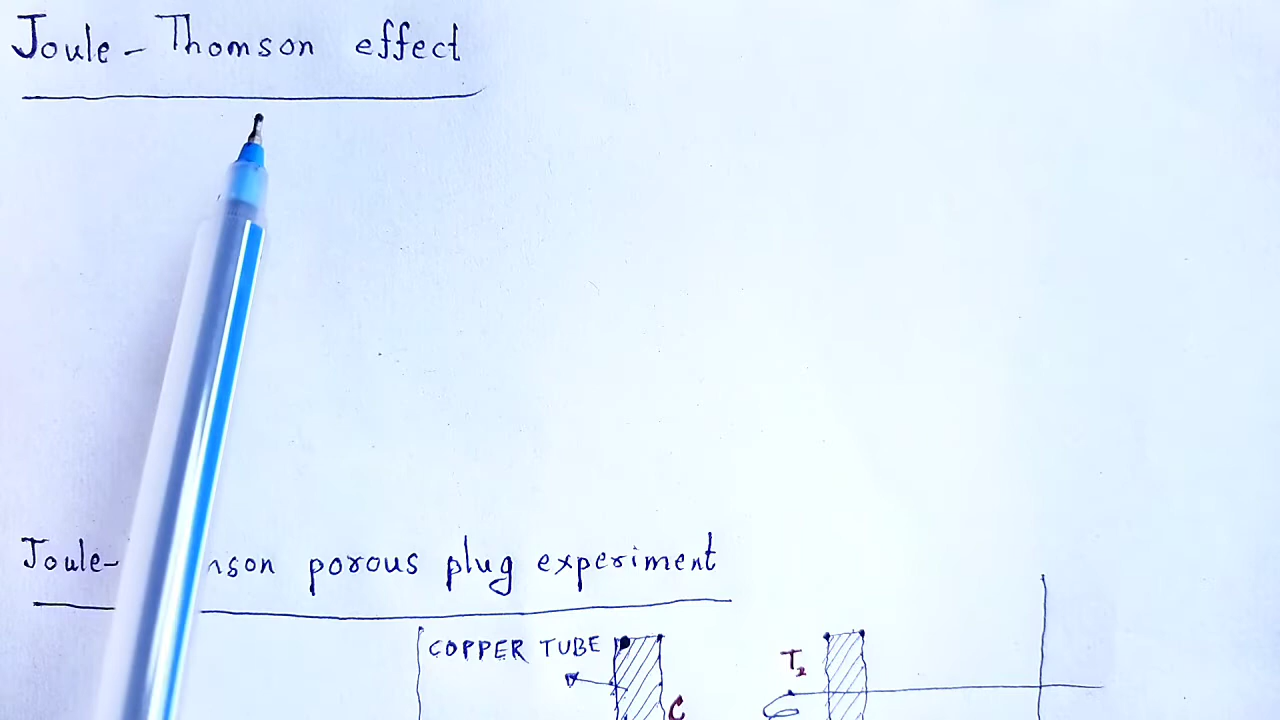 Joule - Thomson effect
Joule- nson porous plug experiment
COPPER TUBE
T2
C